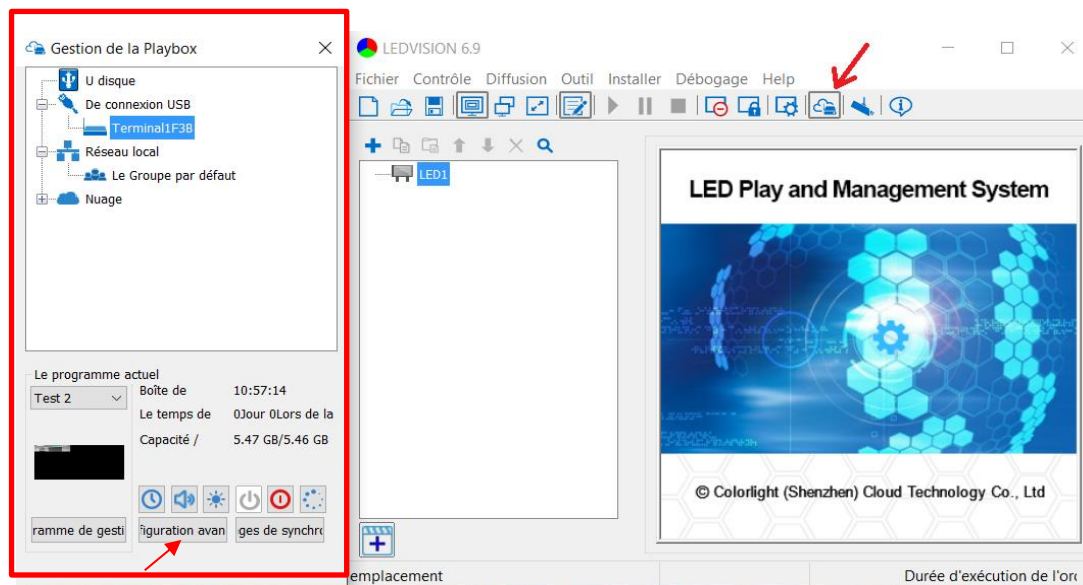 Gestion de la Playbox
U disque
De connexion USB
Terminal1F38
Réseau local
Le Groupe par défaut
Nuage
Le programme actuel
Test 2
Boîte de 10:57:14
Le temps de 0Jour 0Lors de la
Capacité / 5.47 GB/5.46 GB
ramme de gesti
figuration avan
ges de synchro
LEDVISION 6.9
Fichier Contrôle Diffusion Outil Installer Débogage Help
LED1
LED Play and Management System
© Colorlight (Shenzhen) Cloud Technology Co., Ltd
emplacement
Durée d'exécution de l'or